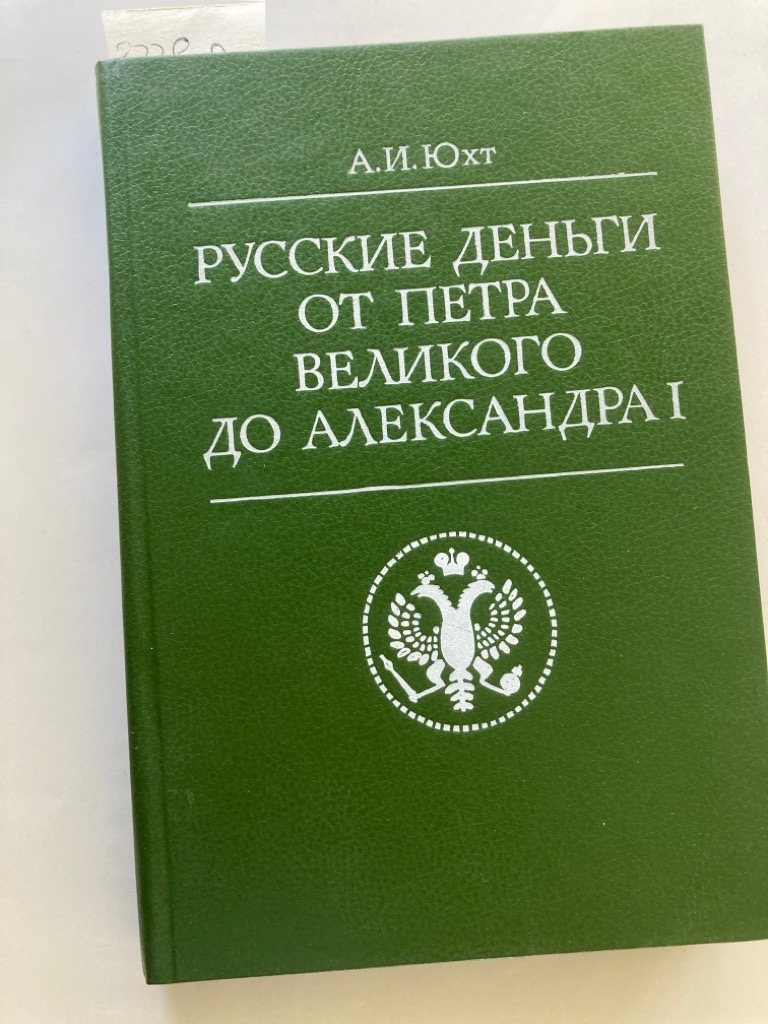 А.И.Юхт
РУССКИЕ ДЕНЬГИ
ОТ ПЕТРА
ВЕЛИКОГО
ДО АЛЕКСАНДРА I